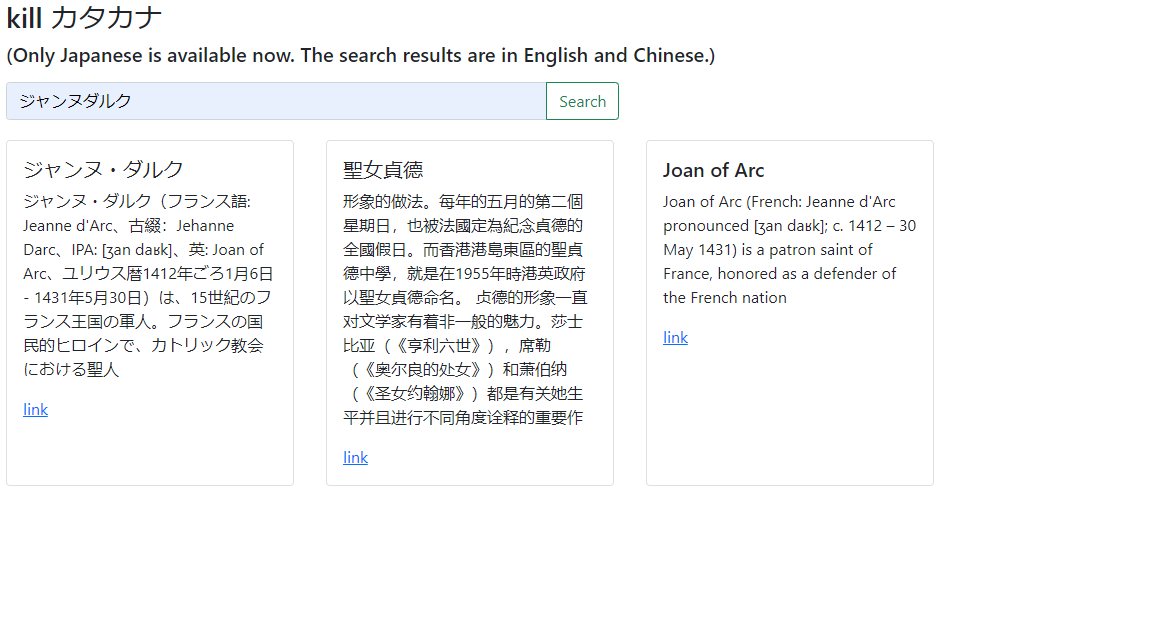 kill カタカナ
(Only Japanese is available now. The search results are in English and Chinese.)
ジャンヌダルク
Search
ジャンヌ・ダルク
ジャンヌ・ダルク（フランス語:
Jeanne d'Arc、古綴：Jehanne
Darc、IPA: [ʒan daʁk]、英: Joan of
Arc、ユリウス暦1412年ごろ1月6日
- 1431年5月30日）は、15世紀のフ
ランス王国の軍人。フランスの国
民的ヒロインで、カトリック教会
における聖人
link
聖女貞德
形象的做法。每年的五月的第二個
星期日，也被法國定為紀念貞德的
全國假日。而香港港島東區的聖貞
德中學，就是在1955年時港英政府
以聖女貞德命名。 贞德的形象一直
对文学家有着非一般的魅力。莎士
比亚（《亨利六世》），席勒
（《奥尔良的处女》）和萧伯纳
（《圣女约翰娜》）都是有关她生
平并且进行不同角度诠释的重要作
link
Joan of Arc
Joan of Arc (French: Jeanne d'Arc
pronounced [ʒan daʁk]; c. 1412 – 30
May 1431) is a patron saint of
France, honored as a defender of
the French nation
link